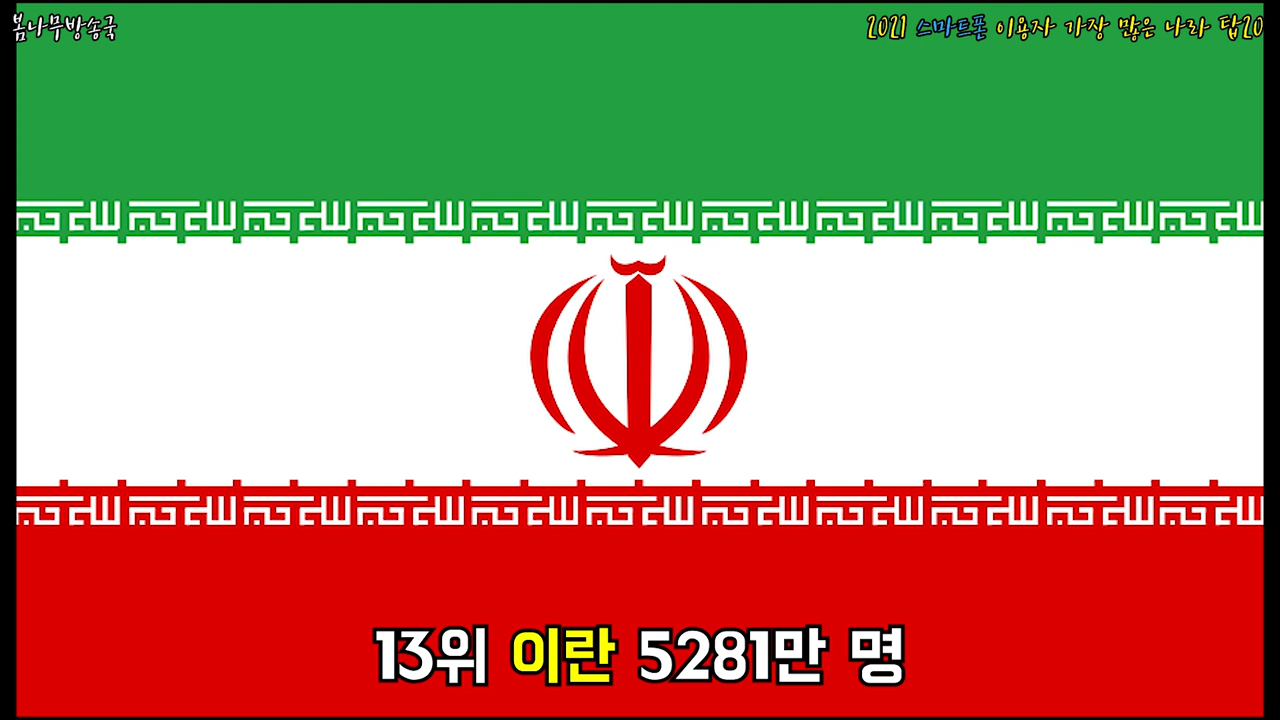 봄나무방송국
2021 스마트폰 이용자 가장 많은 나라 탑20
13위 이란 5281만 명